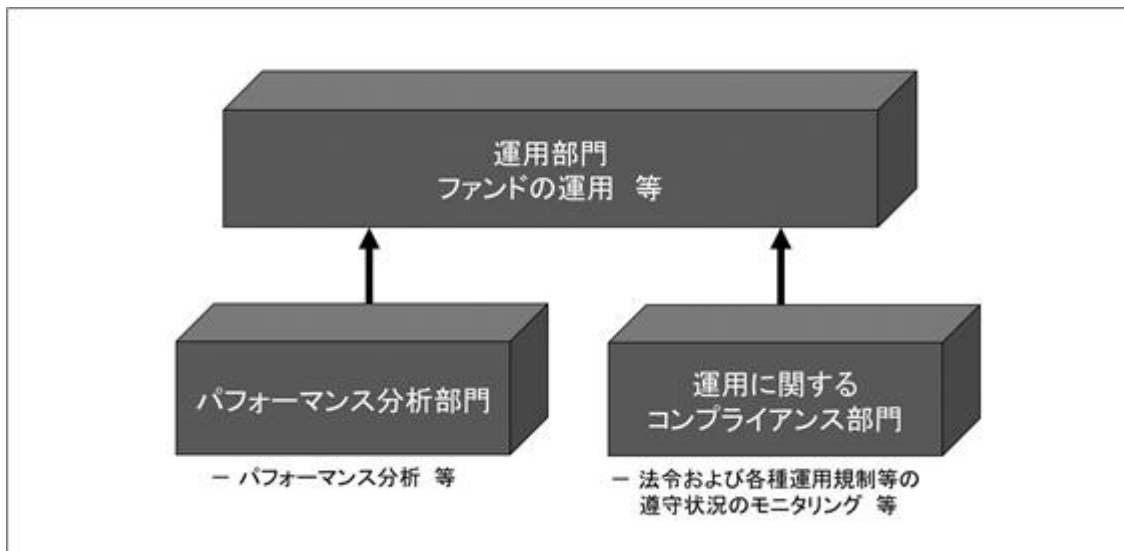 運用部門
ファンドの運用 等
パフォーマンス分析部門
－ パフォーマンス分析 等
運用に関する
コンプライアンス部門
－ 法令および各種運用規制等の
遵守状況のモニタリング 等